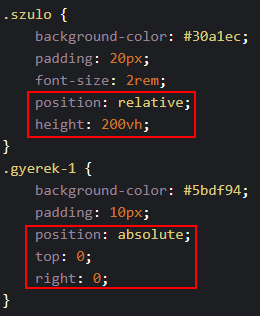 .szulo {
background-color: #30a1ec;
padding: 20px;
font-size: 2rem;
position: relative;
height: 200vh;
}
.gyerek-1 {
background-color: #5bdf94;
padding: 10px;
position: absolute;
top: 0;
right: 0;
}